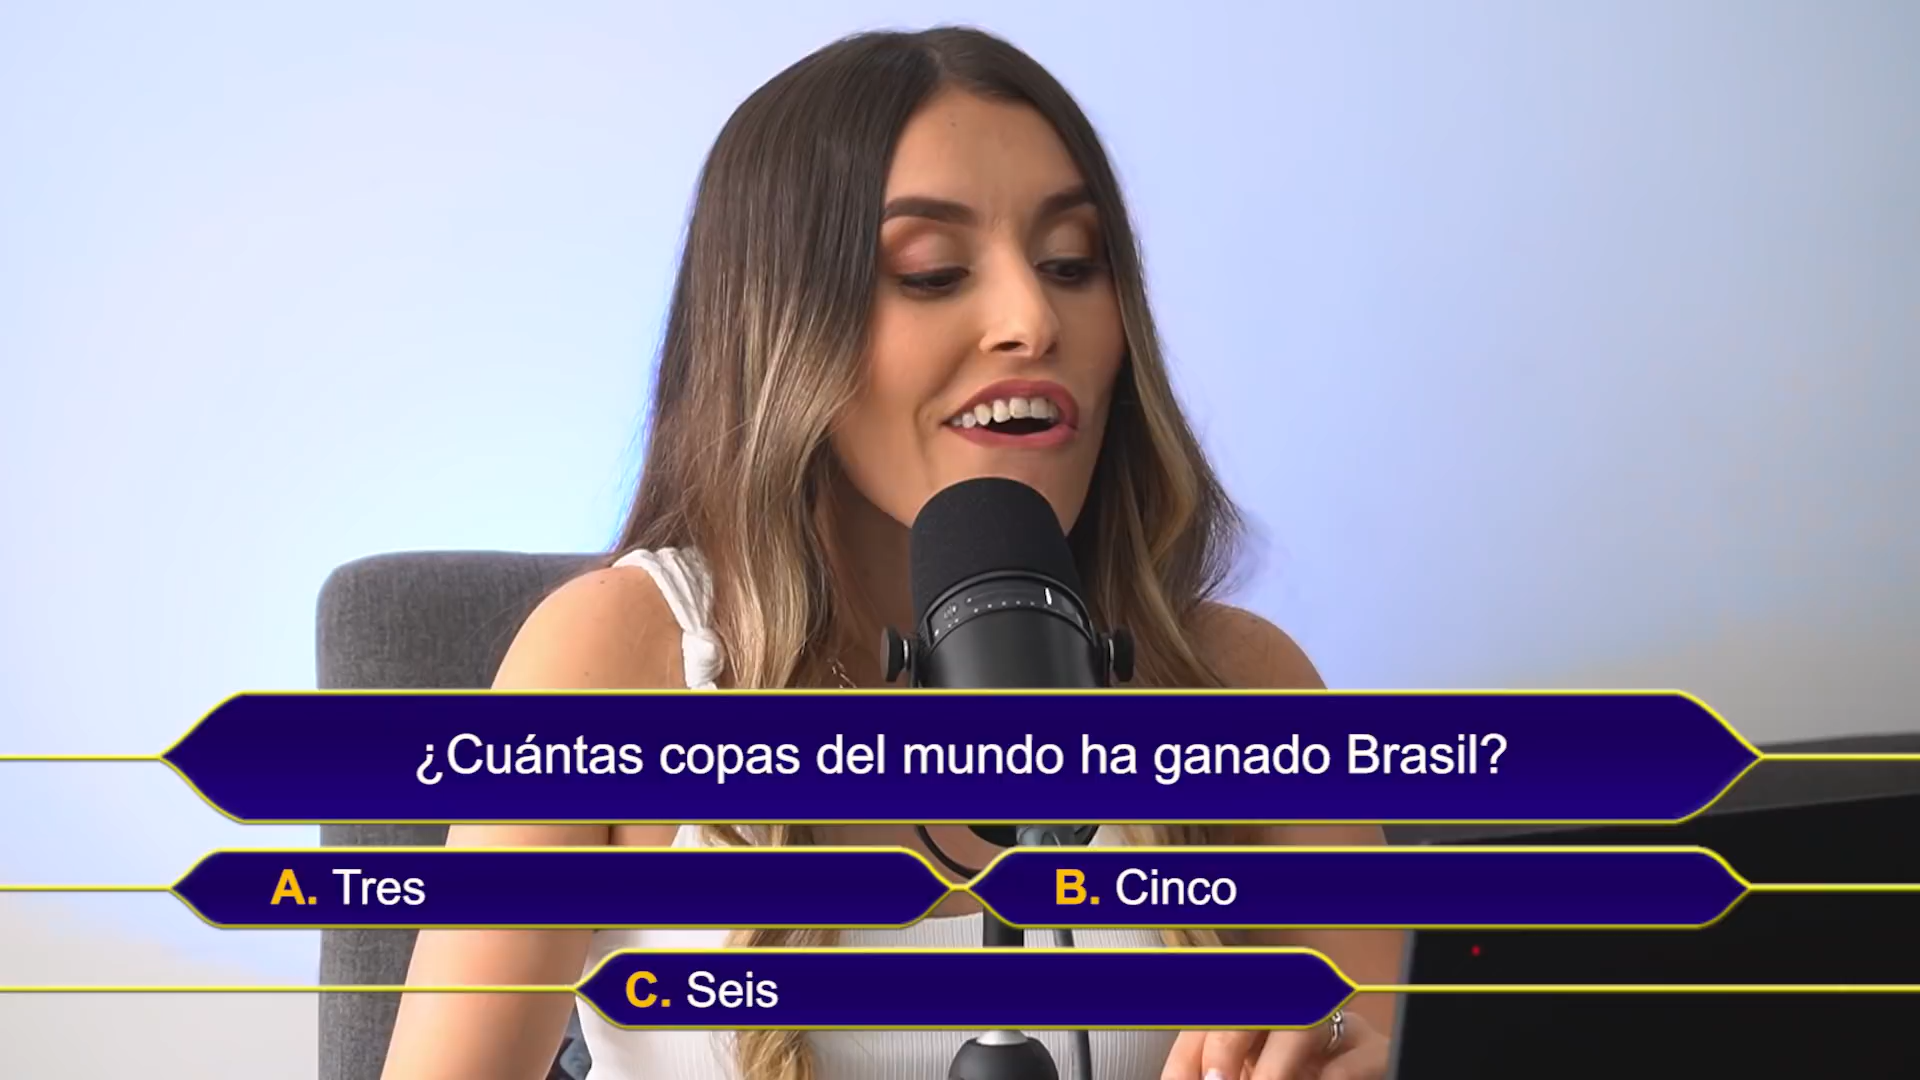 ¿Cuántas copas del mundo ha ganado Brasil?
A. Tres
B. Cinco
C. Seis